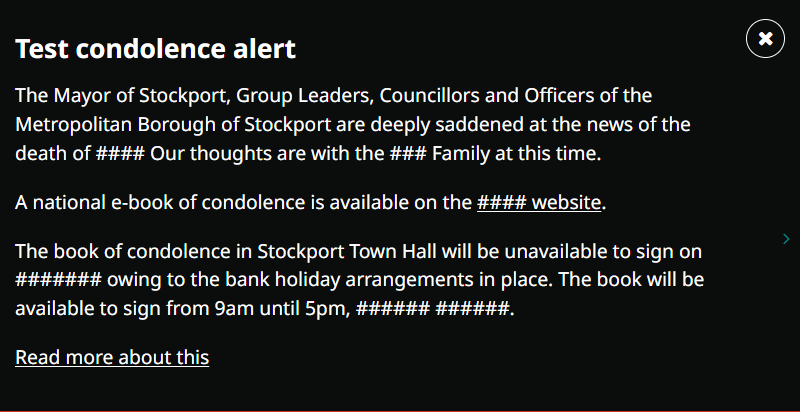 Test condolence alert
The Mayor of Stockport, Group Leaders, Councillors and Officers of the
Metropolitan Borough of Stockport are deeply saddened at the news of the
death of #### Our thoughts are with the ### Family at this time.
A national e-book of condolence is available on the #### website.
The book of condolence in Stockport Town Hall will be unavailable to sign on
####### owing to the bank holiday arrangements in place. The book will be
available to sign from 9am until 5pm, ###### ######.
Read more about this